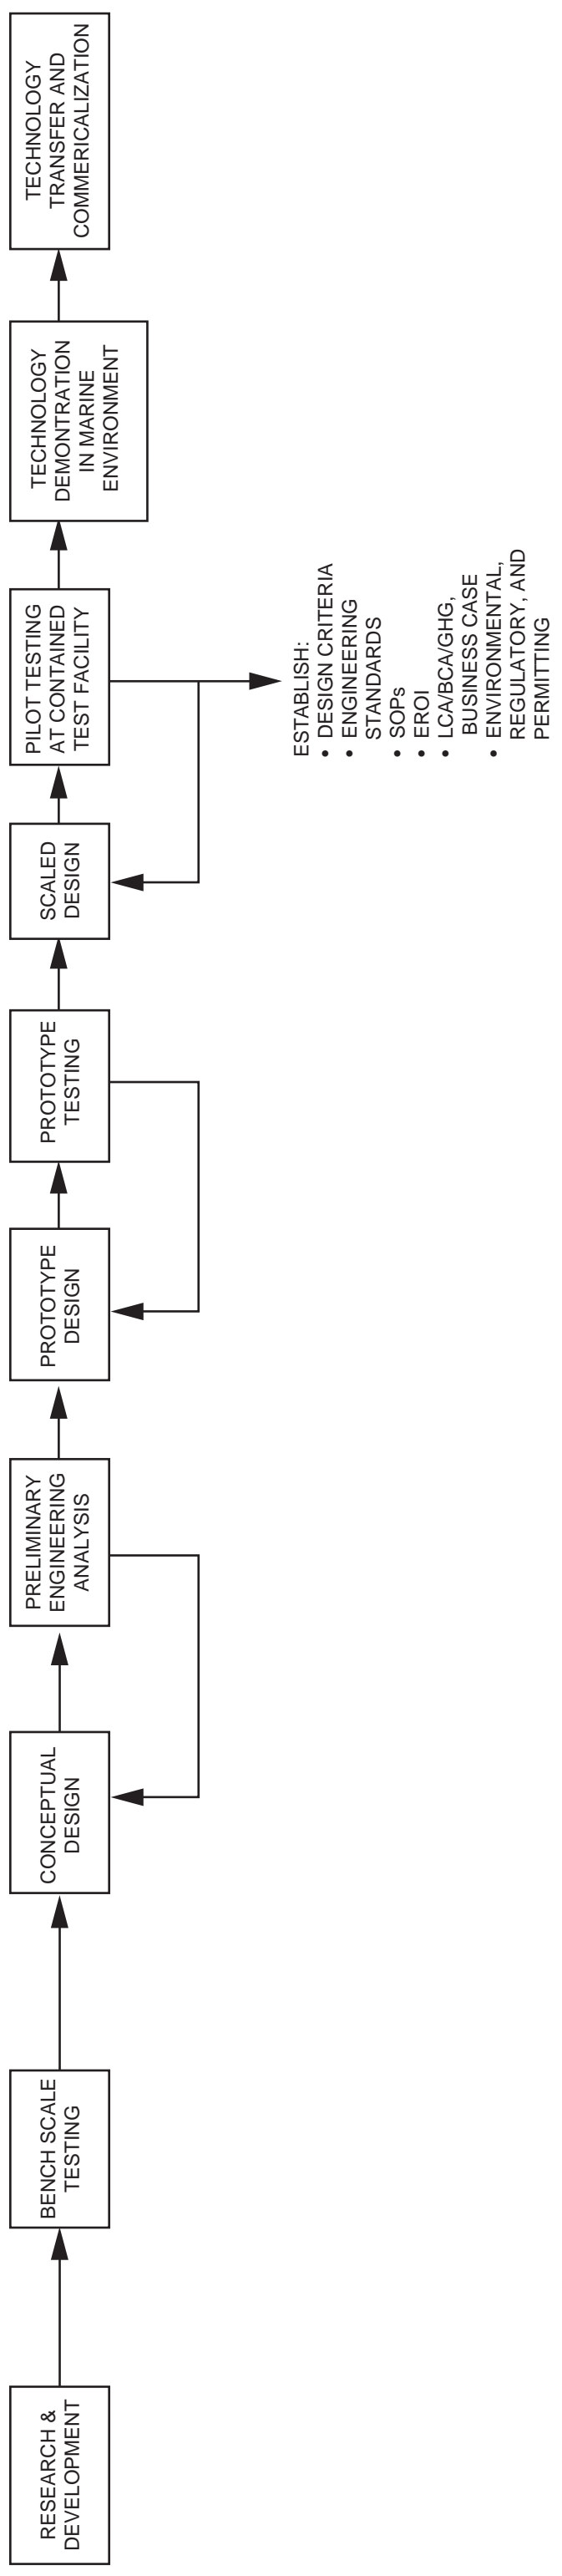 RESEARCH &
DEVELOPMENT
BENCH SCALE
TESTING
CONCEPTUAL
DESIGN
PRELIMINARY
ENGINEERING
ANALYSIS
PROTOTYPE
DESIGN
PROTOTYPE
TESTING
SCALED
DESIGN
PILOT TESTING
AT CONTAINED
TEST FACILITY
TECHNOLOGY
DEMONTRATION
IN MARINE
ENVIRONMENT
TECHNOLOGY
TRANSFER AND
COMMERICALIZATION
ESTABLISH:
• DESIGN CRITERIA
• ENGINEERING
STANDARDS
• SOPs
• EROI
• LCA/BCA/GHG,
BUSINESS CASE
• ENVIRONMENTAL,
REGULATORY, AND
PERMITTING